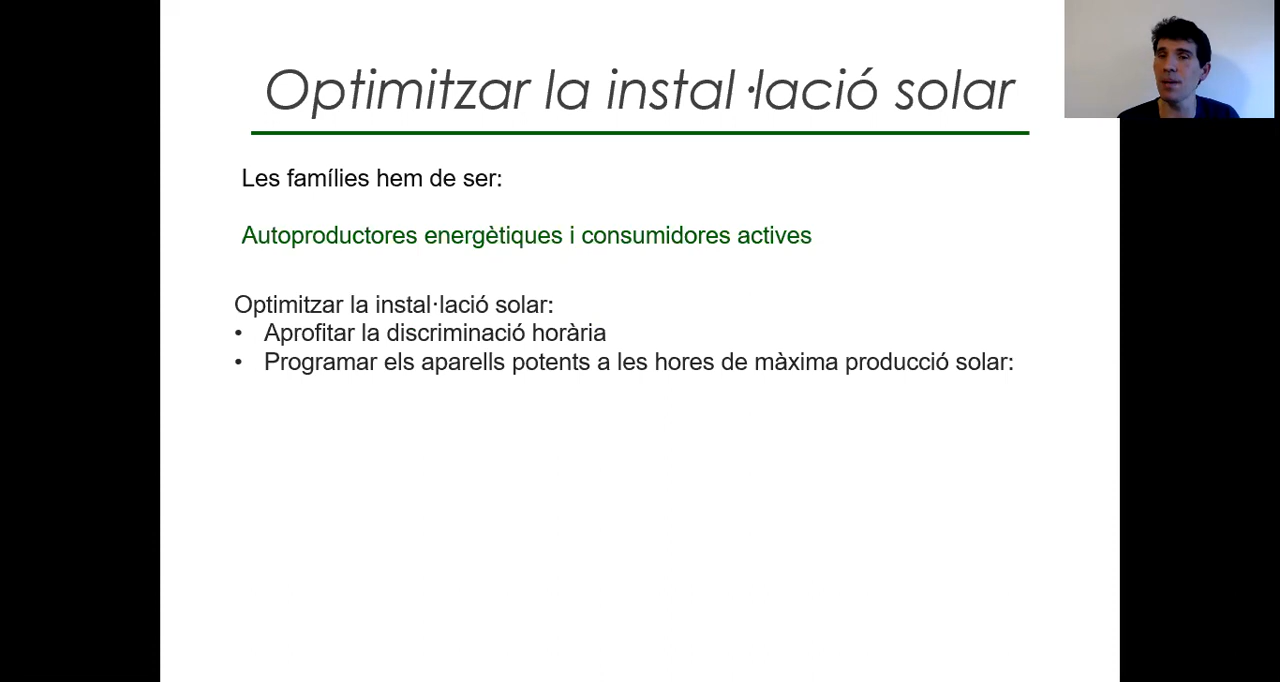 Optimitzar la instal·lació solar
Les famílies hem de ser:
Autoproductores energètiques i consumidores actives
Optimitzar la instal·lació solar:
• Aprofitar la discriminació horària
• Programar els aparells potents a les hores de màxima producció solar: